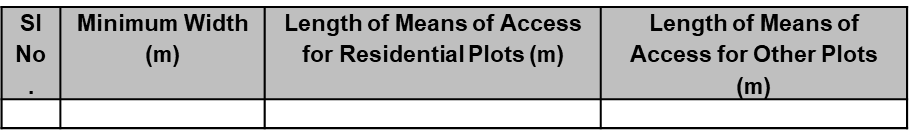 Sl No . Minimum Width (m) Length of Means of Access for Residential Plots (m) Length of Means of Access for Other Plots (m)